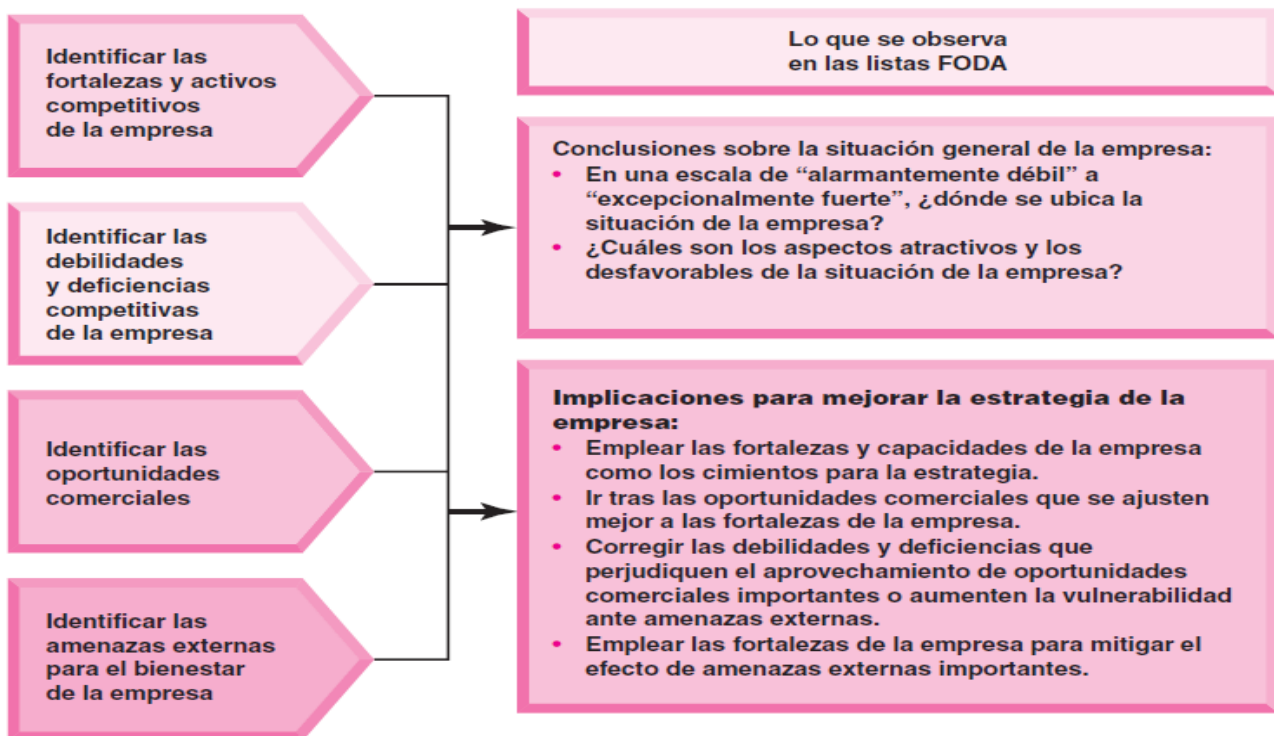 Identificar las
fortalezas y activos
competitivos
de la empresa
Identificar las
debilidades
y deficiencias
competitivas
de la empresa
Identificar las
oportunidades
comerciales
Identificar las
amenazas externas
para el bienestar
de la empresa
Lo que se observa
en las listas FODA
Conclusiones sobre la situación general de la empresa:
• En una escala de “alarmantemente débil” a
“excepcionalmente fuerte”, ¿dónde se ubica la
situación de la empresa?
• ¿Cuáles son los aspectos atractivos y los
desfavorables de la situación de la empresa?
Implicaciones para mejorar la estrategia de la
empresa:
• Emplear las fortalezas y capacidades de la empresa
como los cimientos para la estrategia.
• Ir tras las oportunidades comerciales que se ajusten
mejor a las fortalezas de la empresa.
• Corregir las debilidades y deficiencias que
perjudiquen el aprovechamiento de oportunidades
comerciales importantes o aumenten la vulnerabilidad
ante amenazas externas.
• Emplear las fortalezas de la empresa para mitigar el
efecto de amenazas externas importantes.